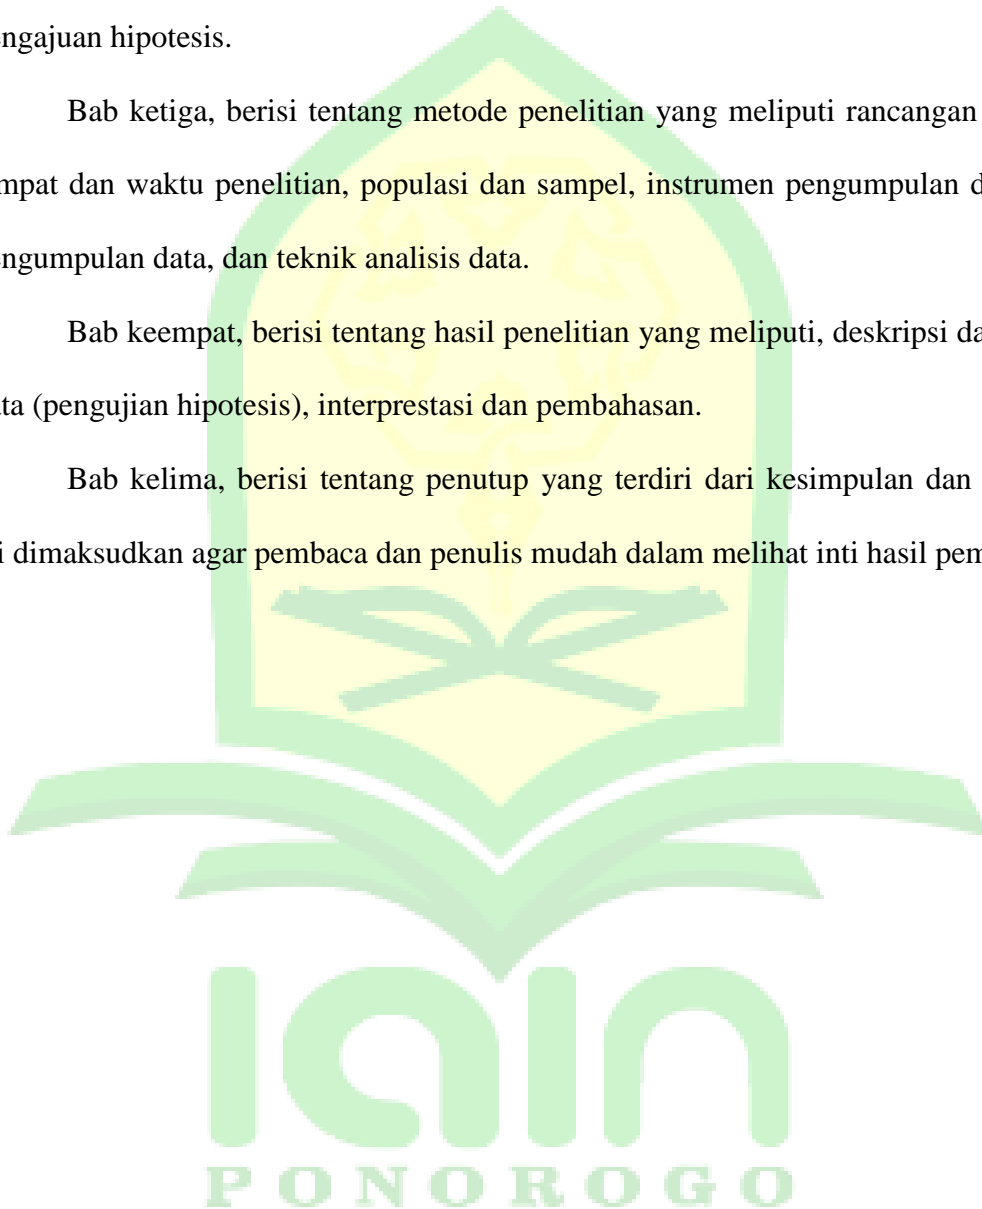 engajuan hipotesis.
Bab ketiga, berisi tentang metode penelitian yang meliputi rancangan
mpat dan waktu penelitian, populasi dan sampel, instrumen pengumpulan d
engumpulan data, dan teknik analisis data.
Bab keempat, berisi tentang hasil penelitian yang meliputi, deskripsi da
ata (pengujian hipotesis), interprestasi dan pembahasan.
Bab kelima, berisi tentang penutup yang terdiri dari kesimpulan dan
i dimaksudkan agar pembaca dan penulis mudah dalam melihat inti hasil pem
iain
PONOROGO